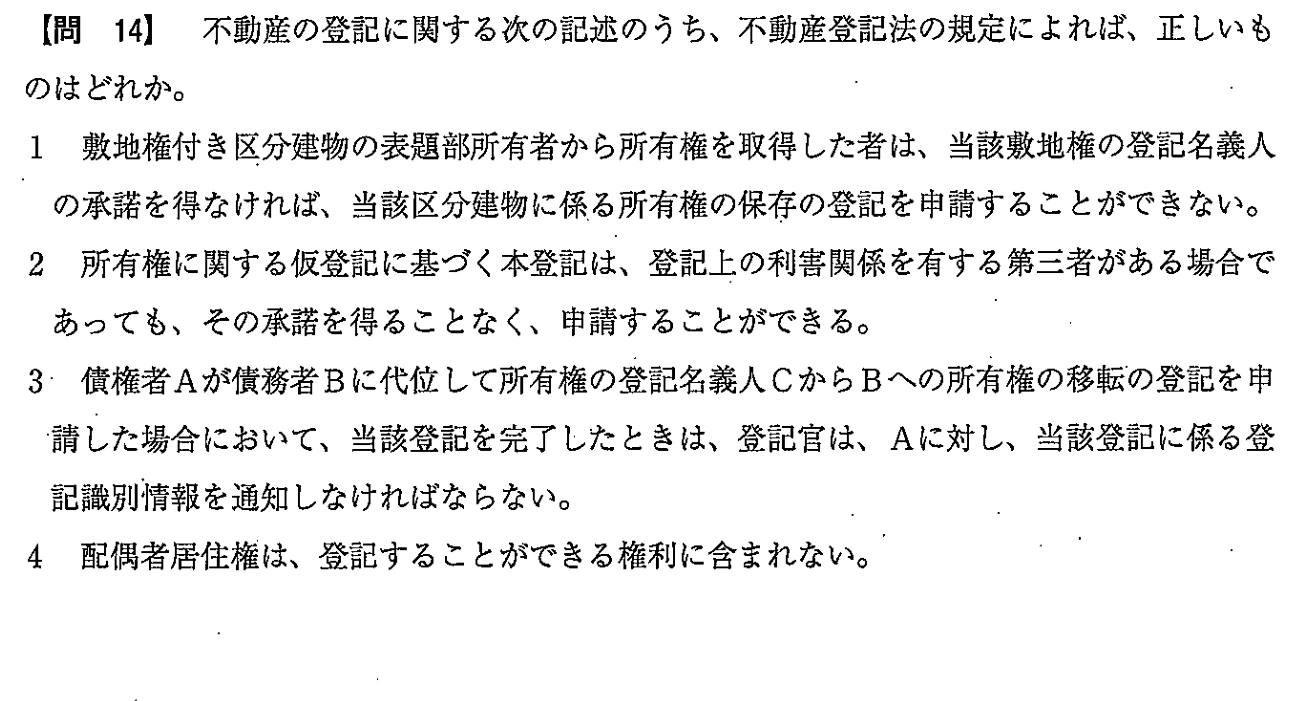 【問　14】　不動産の登記に関する次の記述のうち、不動産登記法の規定によれば、正しいも
のはどれか。
1　敷地権付き区分建物の表題部所有者から所有権を取得した者は、当該敷地権の登記名義人
の承諾を得なければ、当該区分建物に係る所有権の保存の登記を申請することができない。
2　所有権に関する仮登記に基づく本登記は、登記上の利害関係を有する第三者がある場合で
あっても、その承諾を得ることなく、申請することができる。
3　債権者Aが債務者Bに代位して所有権の登記名義人CからBへの所有権の移転の登記を申
請した場合において、当該登記を完了したときは、登記官は、Aに対し、当該登記に係る登
記識別情報を通知しなければならない。
4　配偶者居住権は、登記することができる権利に含まれない。